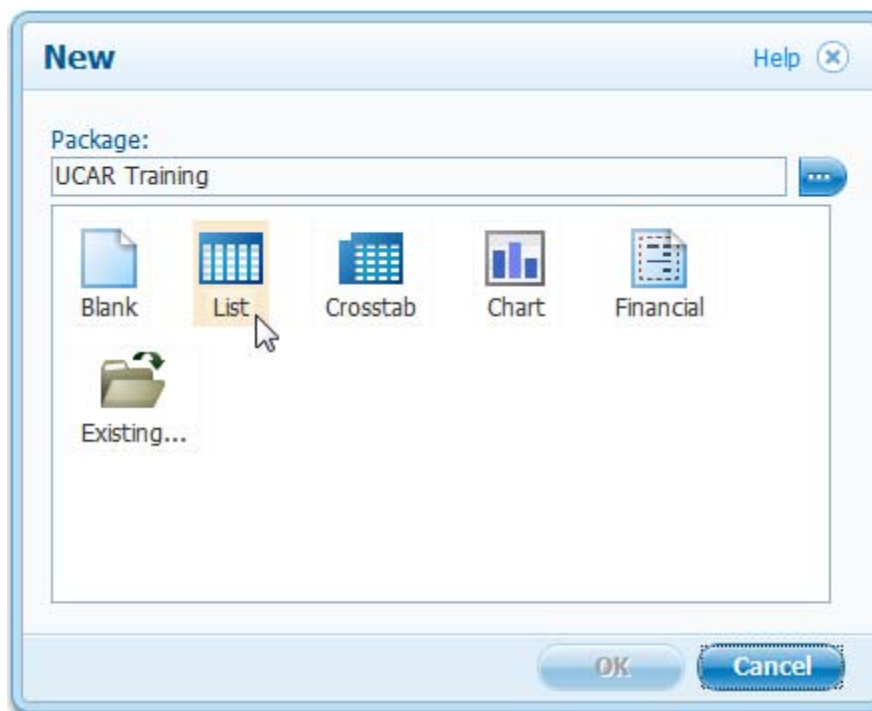 New
Help
Package:
UCAR Training
...
Blank
List
Crosstab
Chart
Financial
Existing...
OK
Cancel